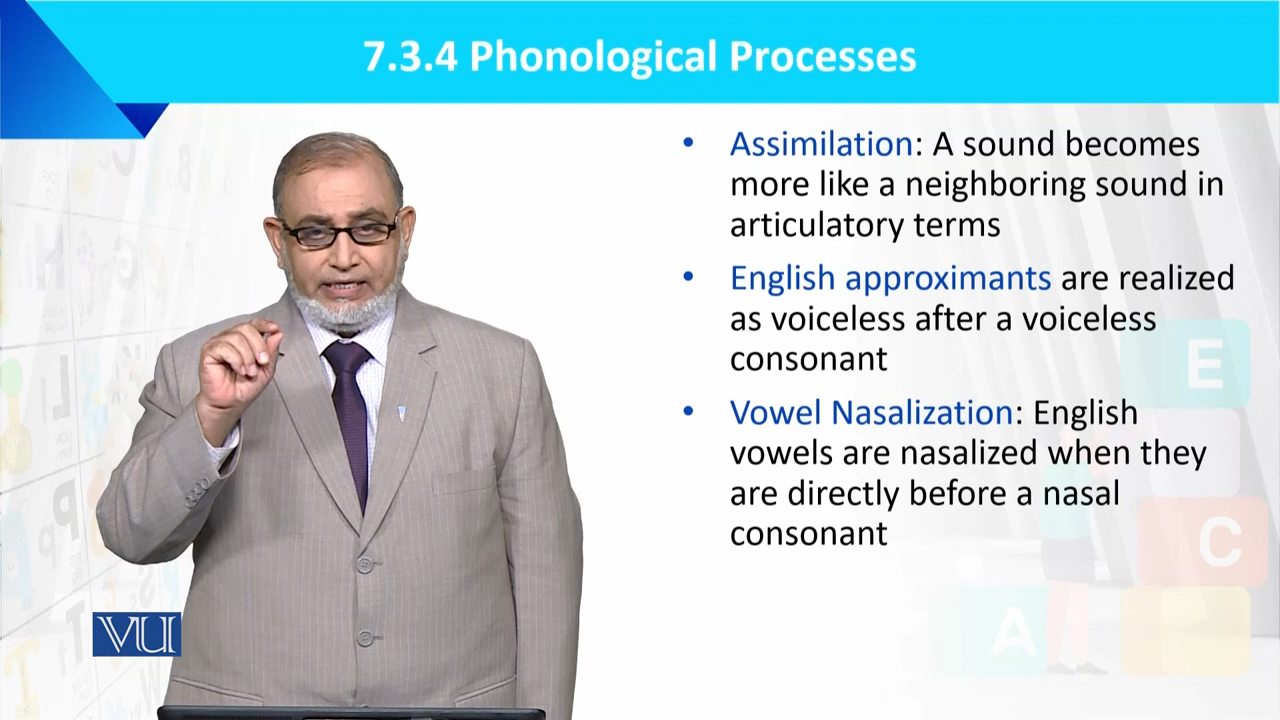 7.3.4 Phonological Processes
• Assimilation: A sound becomes
more like a neighboring sound in
articulatory terms
• English approximants are realized
as voiceless after a voiceless
consonant
• Vowel Nasalization: English
vowels are nasalized when they
are directly before a nasal
consonant
VU
E
C
A